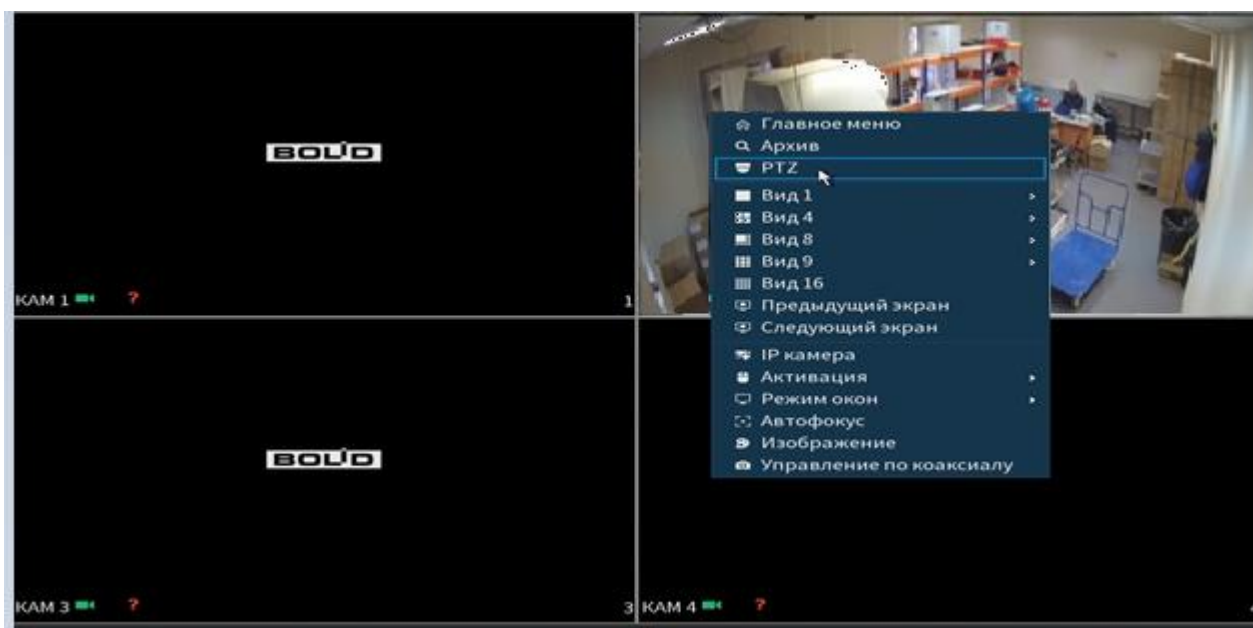 BOLID
КАМ 1 ?
1
Главное меню
Архив
PTZ
Вид 1
Вид 4
Вид 8
Вид 9
Вид 16
Предыдущий экран
Следующий экран
IP камера
Активация
Режим окон
Автофокус
Изображение
Управление по коаксиалу
BOLID
КАМ 3 ?
3
КАМ 4 ?